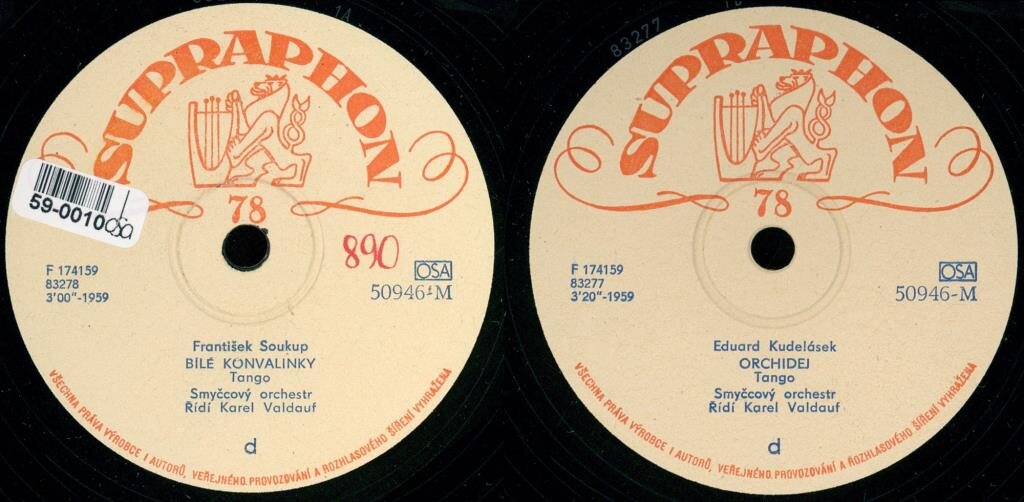 1A
SUPRAPHON
78
59-0010
890
F 174159
83278
3'00"-1959
OSA
50946-M
František Soukup
BÍLÉ KONVALINKY
Tango
Smyčcový orchestr
Řídí Karel Valdauf
d
VŠECHNA PRÁVA VÝROBCE I AUTORŮ, VEŘEJNÉHO PROVOZOVÁNÍ A ROZHLASOVÉHO ŠÍŘENÍ VYHRAŽENA
83277
SUPRAPHON
78
F 174159
83277
3'20"-1959
OSA
50946-M
Eduard Kudelásek
ORCHIDEJ
Tango
Smyčcový orchestr
Řídí Karel Valdauf
d
VŠECHNA PRÁVA VÝROBCE I AUTORŮ, VEŘEJNÉHO PROVOZOVÁNÍ A ROZHLASOVÉHO ŠÍŘENÍ VYHRAŽENA